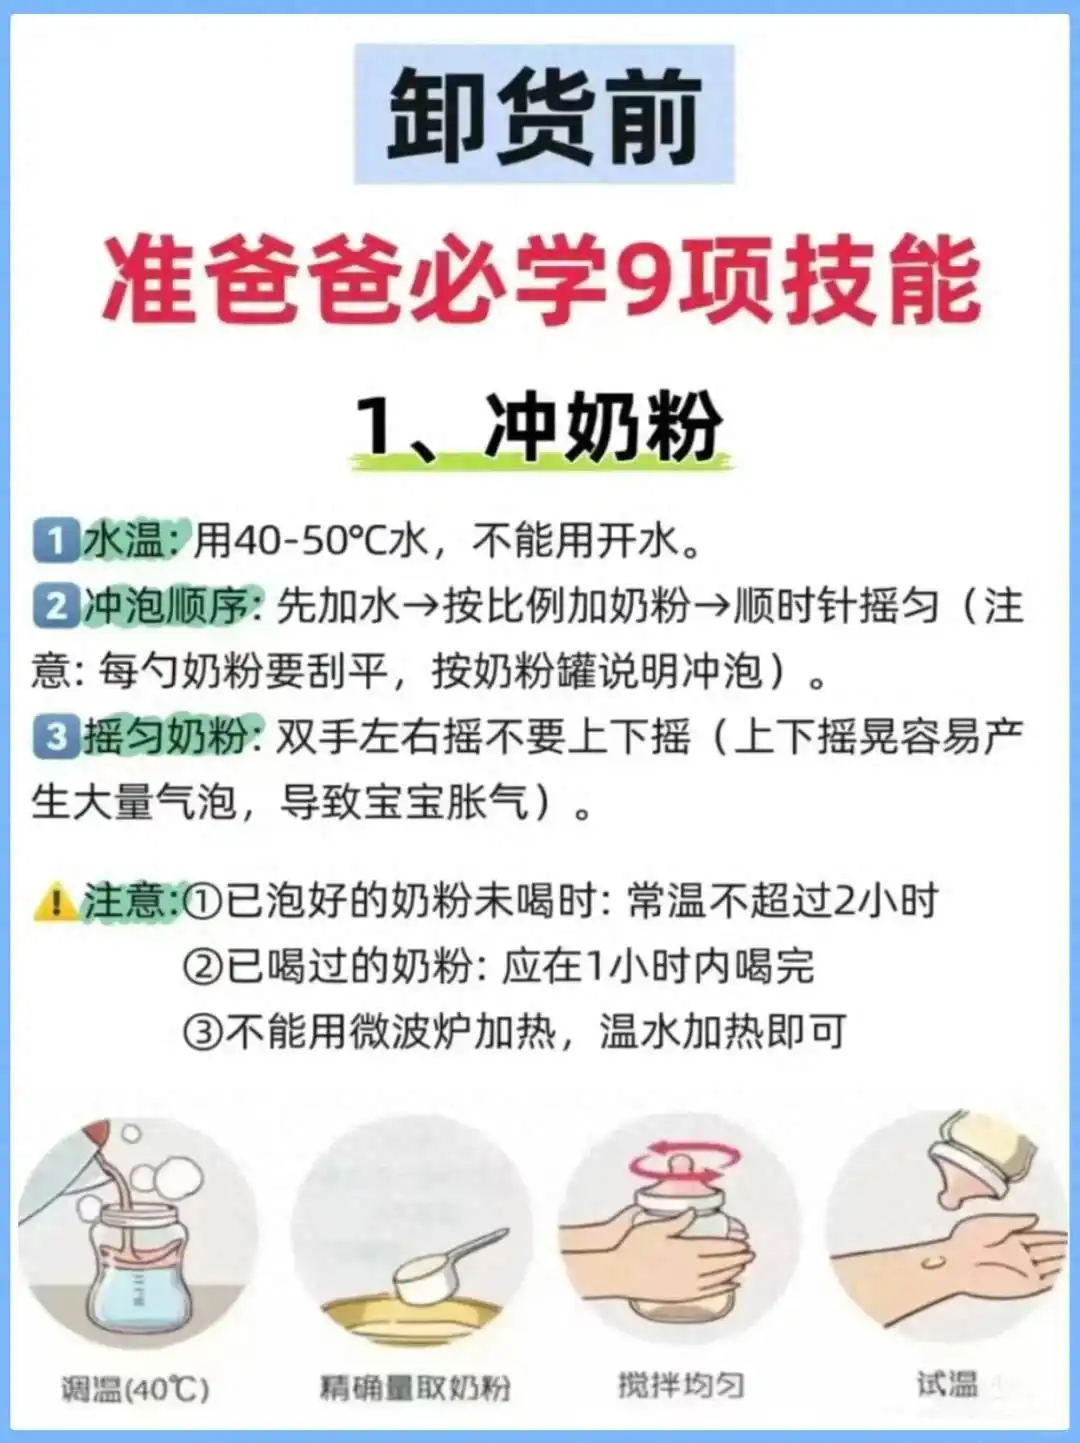 卸货前
准爸爸必学9项技能
1、冲奶粉
1水温：用40-50℃水，不能用开水。
2冲泡顺序：先加水→按比例加奶粉→顺时针摇匀（注
意：每勺奶粉要刮平，按奶粉罐说明冲泡）。
3摇匀奶粉：双手左右摇不要上下摇（上下摇晃容易产
生大量气泡，导致宝宝胀气）。
⚠注意：①已泡好的奶粉未喝时：常温不超过2小时
②已喝过的奶粉：应在1小时内喝完
③不能用微波炉加热，温水加热即可
调温(40℃)
精确量取奶粉
搅拌均匀
试温